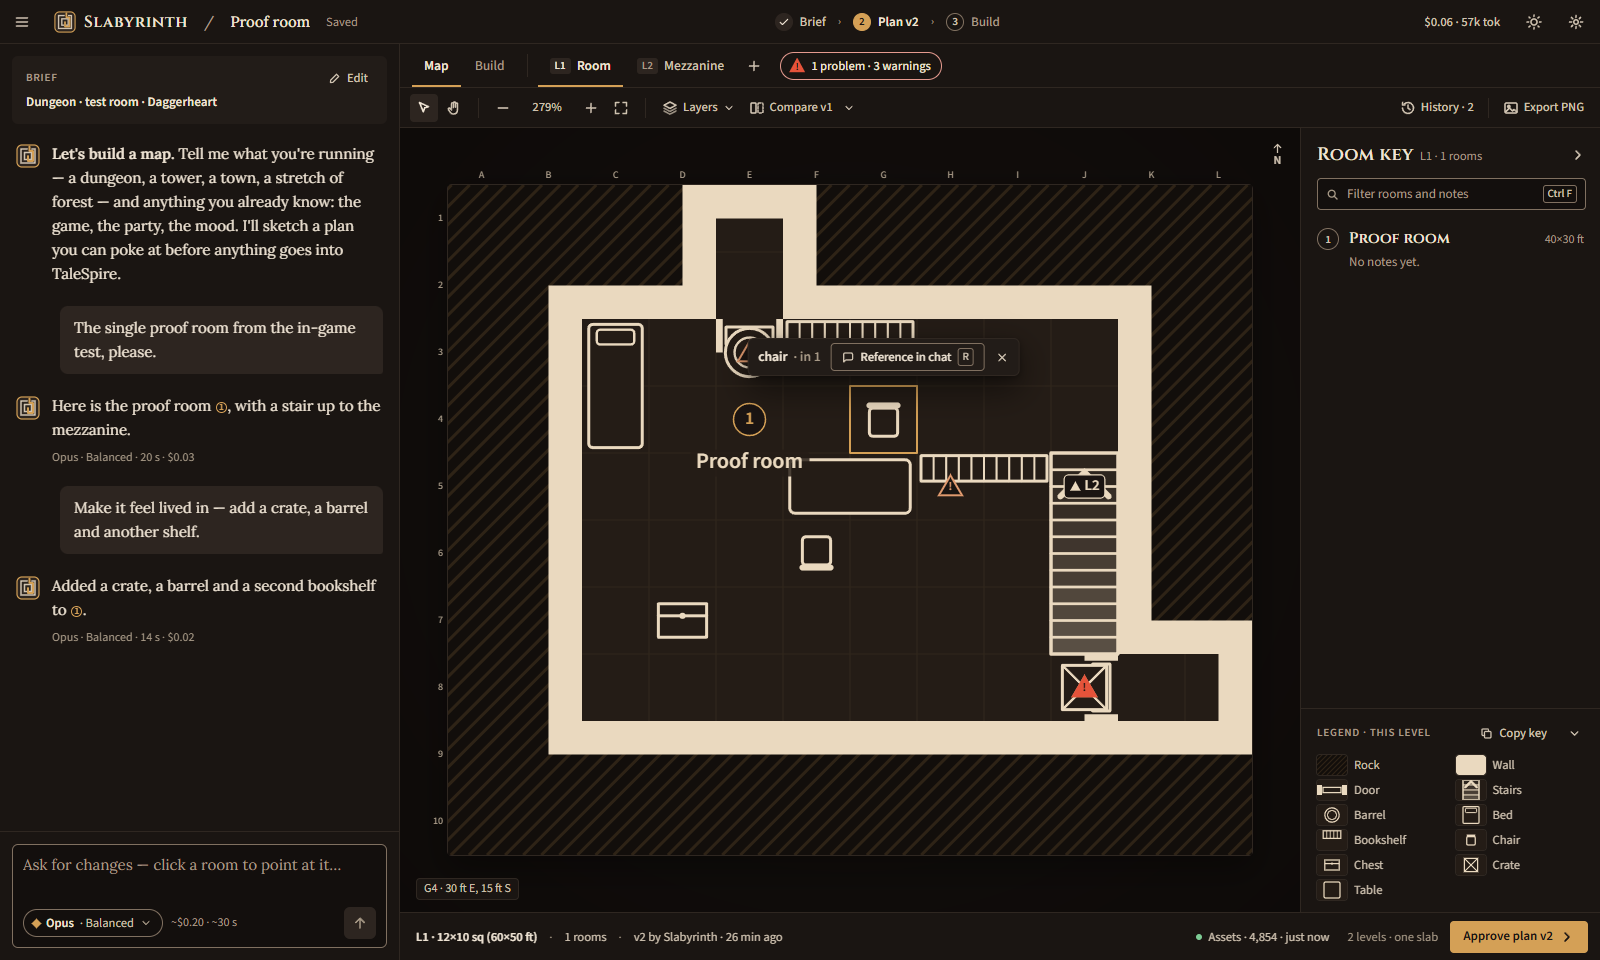 SLABYRINTH / Proof room Saved
Brief › 2 Plan v2 › 3 Build
$0.06 · 57k tok
BRIEF
Edit
Dungeon · test room · Daggerheart
Let's build a map. Tell me what you're running
— a dungeon, a tower, a town, a stretch of
forest — and anything you already know: the
game, the party, the mood. I'll sketch a plan
you can poke at before anything goes into
TaleSpire.
The single proof room from the in-game
test, please.
Here is the proof room ①, with a stair up to the
mezzanine.
Opus · Balanced · 20 s · $0.03
Make it feel lived in — add a crate, a barrel
and another shelf.
Added a crate, a barrel and a second bookshelf
to ①.
Opus · Balanced · 14 s · $0.02
Ask for changes — click a room to point at it...
Opus · Balanced
~$0.20 · ~30 s
Map Build L1 Room L2 Mezzanine + 1 problem · 3 warnings
279% Layers Compare v1 History · 2 Export PNG
N
A B C D E F G H I J K L
1
2
3
chair · in 1 Reference in chat R
4
1
Proof room
5
L2
6
7
8
9
10
G4 · 30 ft E, 15 ft S
ROOM KEY L1 · 1 rooms
Filter rooms and notes Ctrl F
1 PROOF ROOM 40×30 ft
No notes yet.
LEGEND · THIS LEVEL Copy key
Rock Wall
Door Stairs
Barrel Bed
Bookshelf Chair
Chest Crate
Table
L1 · 12×10 sq (60×50 ft) · 1 rooms · v2 by Slabyrinth · 26 min ago
Assets · 4,854 · just now 2 levels · one slab Approve plan v2